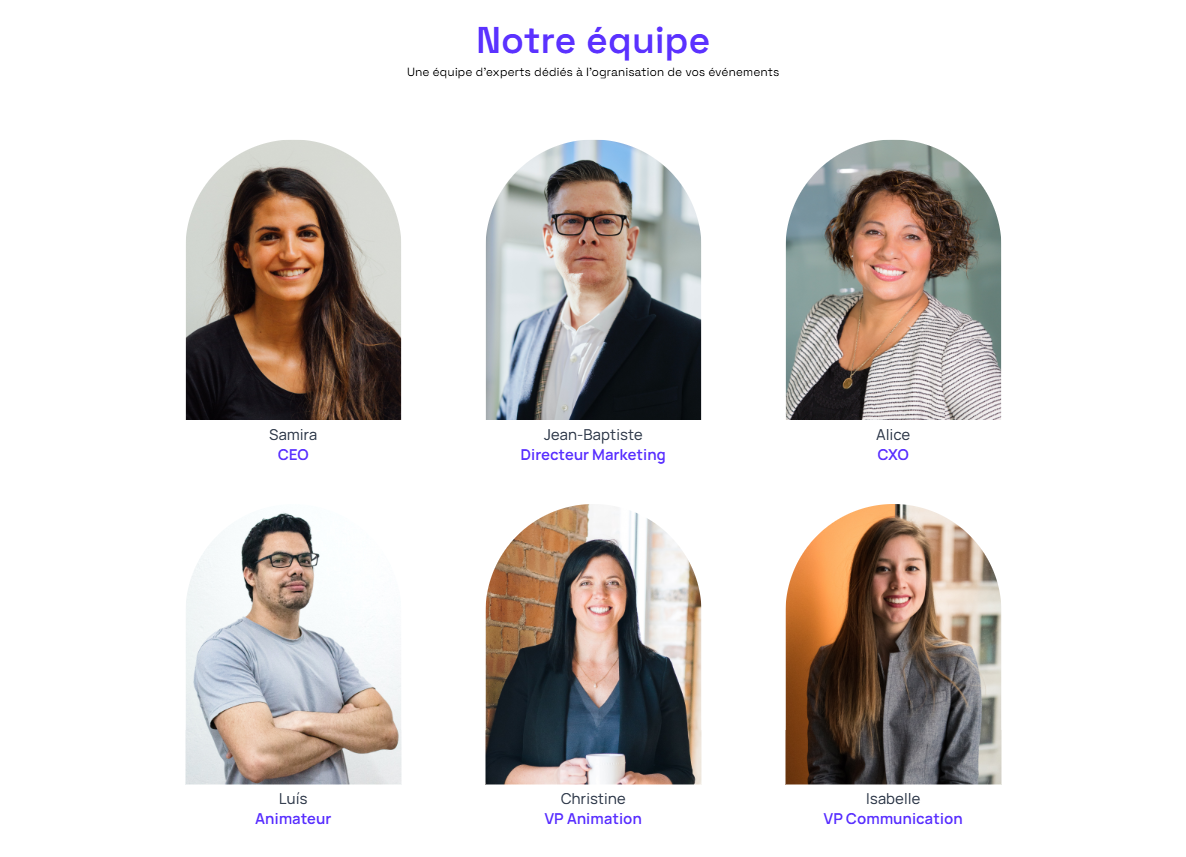 Notre équipe
Une équipe d'experts dédiés à l'ogranisation de vos événements
Samira
CEO
Jean-Baptiste
Directeur Marketing
Alice
CXO
Luís
Animateur
Christine
VP Animation
Isabelle
VP Communication